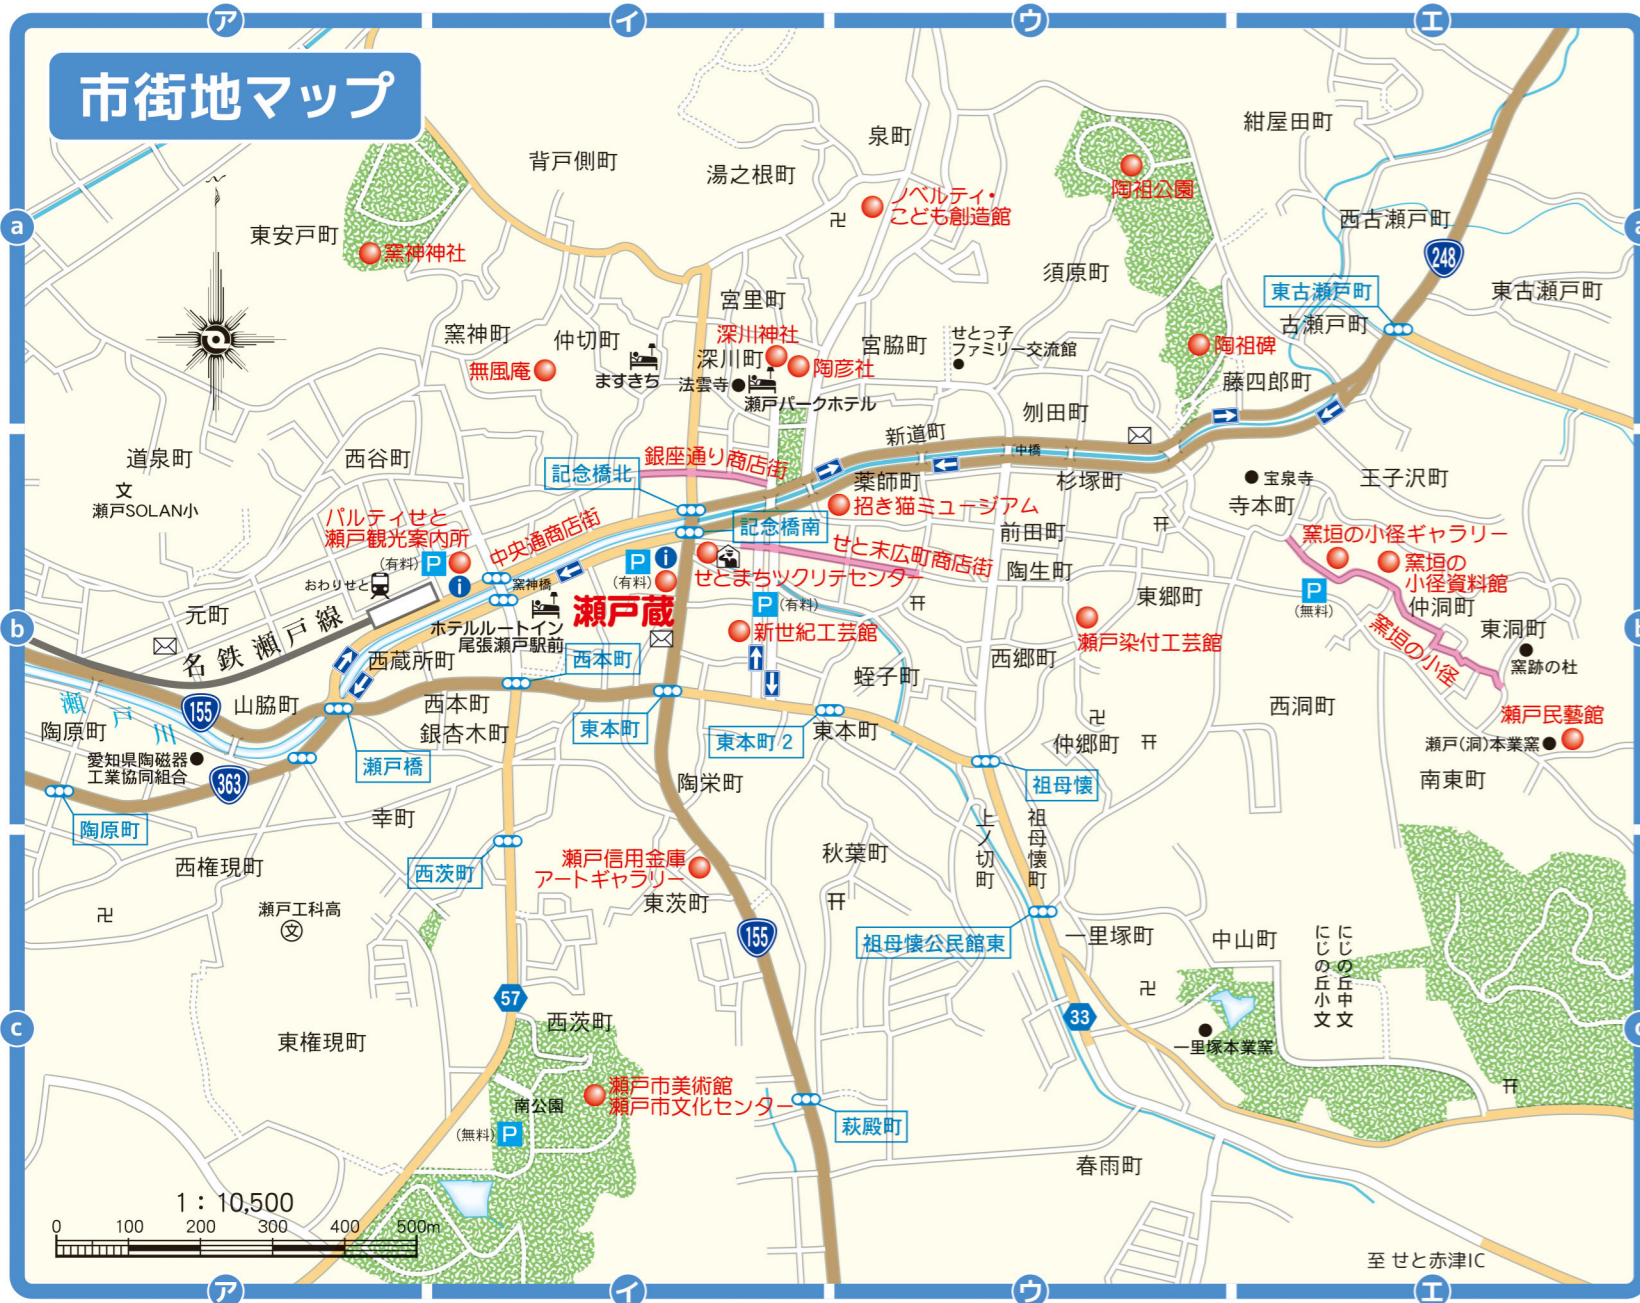 ア
イ
ウ
エ
市街地マップ
a
a
N
背戸側町
湯之根町
泉町
紺屋田町
ノベルティ・
こども創造館
陶祖公園
西古瀬戸町
東安戸町
窯神神社
卍
248
須原町
東古瀬戸町
東古瀬戸町
宮里町
古瀬戸町
窯神町
仲切町
深川神社
深川町
陶彦社
宮脇町
せとっ子
ファミリー交流館
陶祖碑
無風庵
ますきち
法雲寺
瀬戸パークホテル
藤四郎町
刎田町
道泉町
西谷町
新道町
中橋
銀座通り商店街
記念橋北
文
瀬戸SOLAN小
薬師町
杉塚町
宝泉寺
寺本町
王子沢町
招き猫ミュージアム
パルティせと
瀬戸観光案内所
中央通商店街
記念橋南
前田町
窯垣の小径ギャラリー
せと末広町商店街
(有料)
P
i
P
i
(有料)
せとまちツクリテセンター
陶生町
窯垣の
小径資料館
おわりせと
窯神橋
P
(無料)
瀬戸蔵
P
(有料)
東郷町
仲洞町
元町
b
b
ホテルルートイン
尾張瀬戸駅前
新世紀工芸館
瀬戸染付工芸館
窯垣の小径
東洞町
名鉄瀬戸線
西蔵所町
西本町
西郷町
窯跡の杜
蛭子町
瀬戸川
155
山脇町
西本町
西洞町
瀬戸民藝館
陶原町
銀杏木町
東本町
東本町2
東本町
卍
仲郷町
瀬戸(洞)本業窯
愛知県陶磁器
工業協同組合
363
瀬戸橋
陶栄町
祖母懐
南東町
陶原町
幸町
上ノ切町
祖母懐町
西権現町
西茨町
瀬戸信用金庫
アートギャラリー
秋葉町
東茨町
卍
瀬戸工科高
文
155
祖母懐公民館東
一里塚町
中山町
にじの丘小 文
にじの丘中 文
卍
57
33
西茨町
c
c
東権現町
一里塚本業窯
瀬戸市美術館
瀬戸市文化センター
南公園
(無料)
P
萩殿町
春雨町
1：10,500
0
100
200
300
400
500m
至 せと赤津IC
ア
イ
ウ
エ